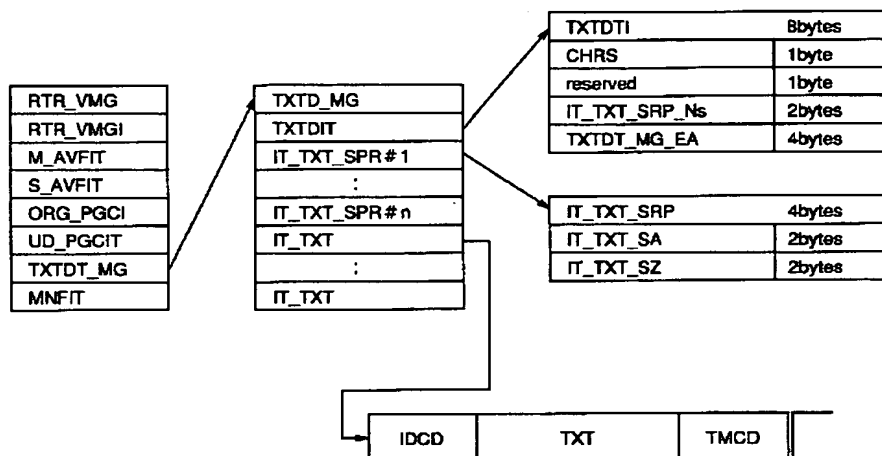 RTR_VMG
RTR_VMGI
M_AVFIT
S_AVFIT
ORG_PGCI
UD_PGCIT
TXTDT_MG
MNFIT
TXTD_MG
TXTDIT
IT_TXT_SPR#1
:
IT_TXT_SPR#n
IT_TXT
:
IT_TXT
TXTDTI 8bytes
CHRS 1byte
reserved 1byte
IT_TXT_SRP_Ns 2bytes
TXTDT_MG_EA 4bytes
IT_TXT_SRP 4bytes
IT_TXT_SA 2bytes
IT_TXT_SZ 2bytes
IDCD TXT TMCD